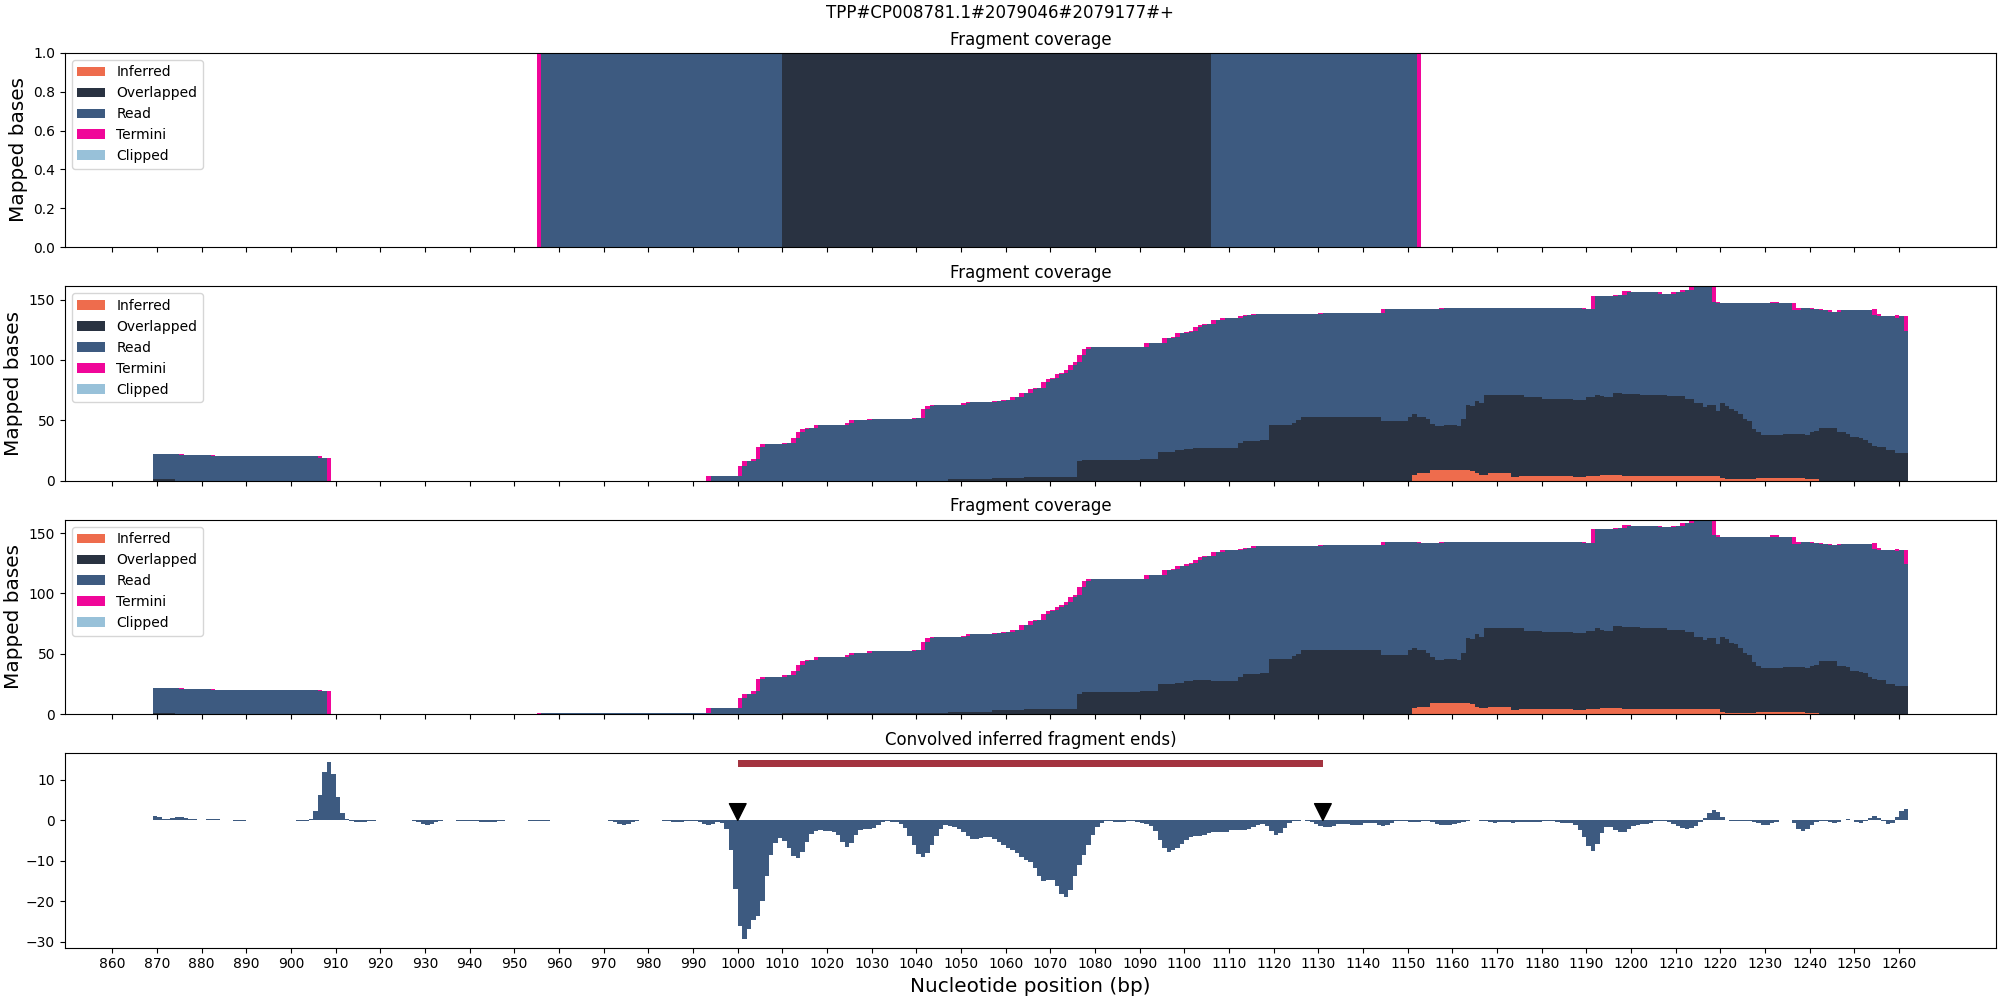 TPP#CP008781.1#2079046#2079177#+
Fragment coverage
Mapped bases
1.0
0.8
0.6
0.4
0.2
0.0
Inferred
Overlapped
Read
Termini
Clipped
Fragment coverage
Mapped bases
150
100
50
0
Inferred
Overlapped
Read
Termini
Clipped
Fragment coverage
Mapped bases
150
100
50
0
Inferred
Overlapped
Read
Termini
Clipped
Convolved inferred fragment ends)
10
0
−10
−20
−30
860 870 880 890 900 910 920 930 940 950 960 970 980 990 1000 1010 1020 1030 1040 1050 1060 1070 1080 1090 1100 1110 1120 1130 1140 1150 1160 1170 1180 1190 1200 1210 1220 1230 1240 1250 1260
Nucleotide position (bp)